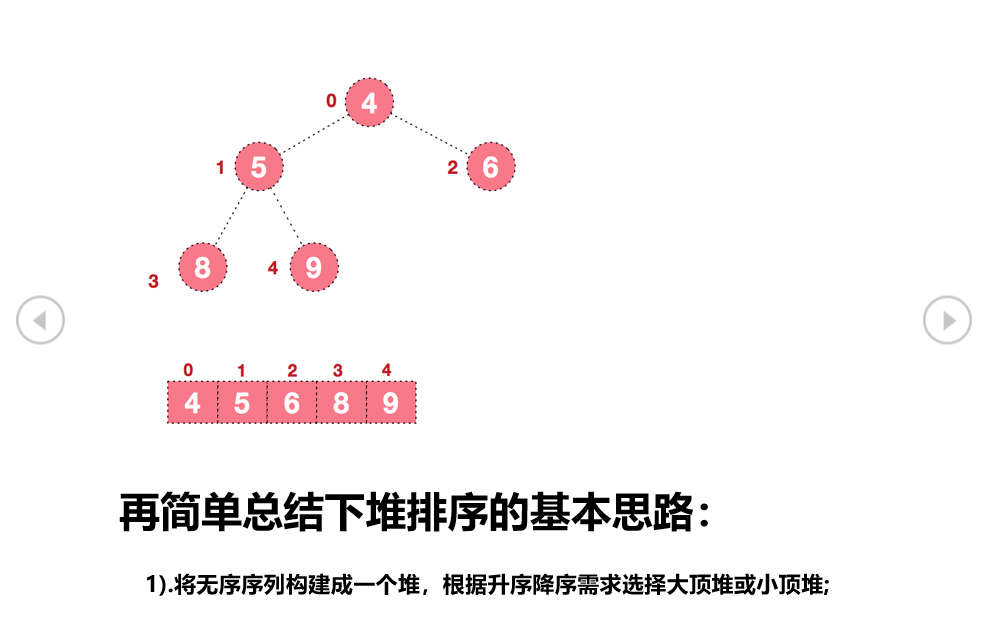 0 4
1 5 2 6
3 8 4 9
0 1 2 3 4
4 5 6 8 9
再简单总结下堆排序的基本思路：
1).将无序序列构建成一个堆，根据升序降序需求选择大顶堆或小顶堆;